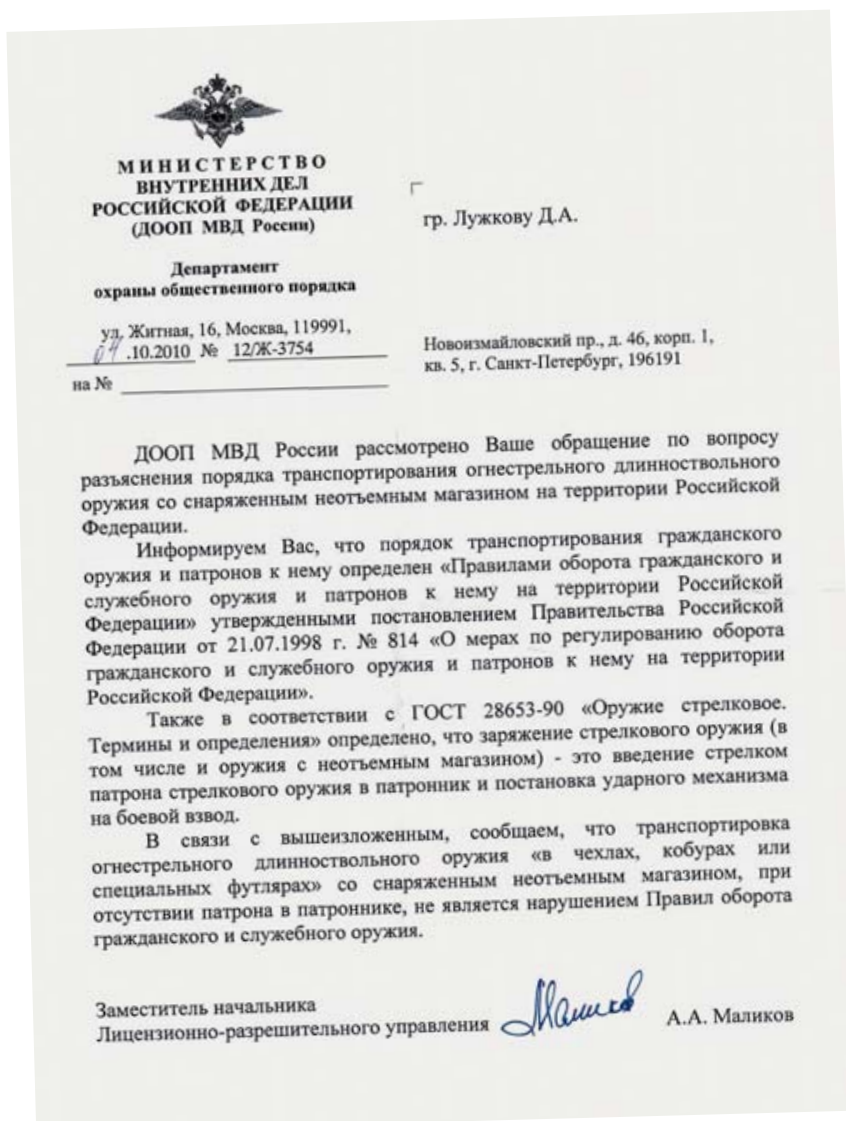 МИНИСТЕРСТВО
ВНУТРЕННИХ ДЕЛ
РОССИЙСКОЙ ФЕДЕРАЦИИ
(ДООП МВД России)
Департамент
охраны общественного порядка
ул. Житная, 16, Москва, 119991,
04.10.2010 № 12/Ж-3754
на №
гр. Лужкову Д.А.
Новоизмайловский пр., д. 46, корп. 1,
кв. 5, г. Санкт-Петербург, 196191
ДООП МВД России рассмотрено Ваше обращение по вопросу
разъяснения порядка транспортирования огнестрельного длинноствольного
оружия со снаряженным неотъемным магазином на территории Российской
Федерации.
Информируем Вас, что порядок транспортирования гражданского
оружия и патронов к нему определен «Правилами оборота гражданского и
служебного оружия и патронов к нему на территории Российской
Федерации» утвержденными постановлением Правительства Российской
Федерации от 21.07.1998 г. № 814 «О мерах по регулированию оборота
гражданского и служебного оружия и патронов к нему на территории
Российской Федерации».
Также в соответствии с ГОСТ 28653-90 «Оружие стрелковое.
Термины и определения» определено, что заряжение стрелкового оружия (в
том числе и оружия с неотъемным магазином) - это введение стрелком
патрона стрелкового оружия в патронник и постановка ударного механизма
на боевой взвод.
В связи с вышеизложенным, сообщаем, что транспортировка
огнестрельного длинноствольного оружия «в чехлах, кобурах или
специальных футлярах» со снаряженным неотъемным магазином, при
отсутствии патрона в патроннике, не является нарушением Правил оборота
гражданского и служебного оружия.
Заместитель начальника
Лицензионно-разрешительного управления Маликов А.А. Маликов